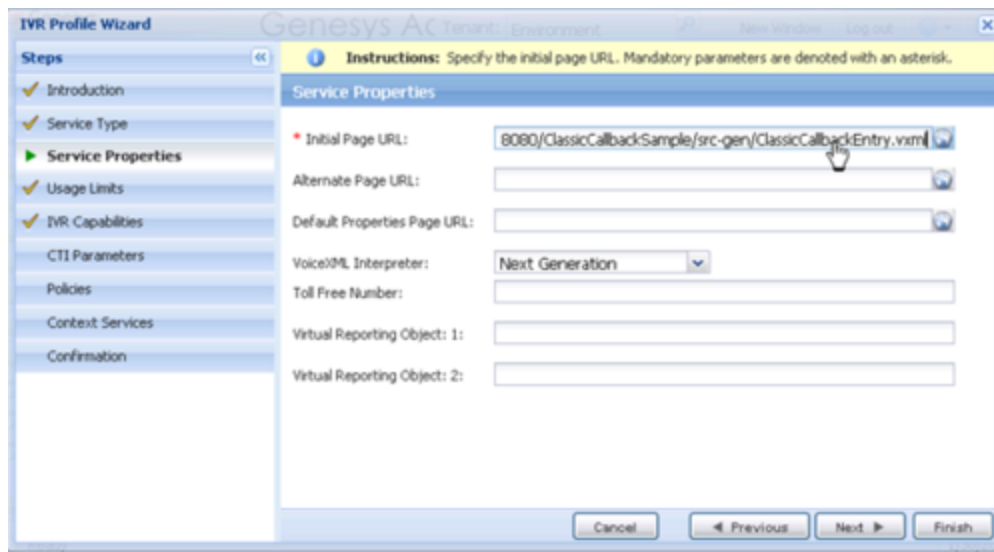 IVR Profile Wizard
Genesys Ac Tenant: Environment New Window Log out
Steps
Instructions: Specify the initial page URL. Mandatory parameters are denoted with an asterisk.
Introduction
Service Properties
Service Type
* Initial Page URL: 8080/ClassicCallbackSample/src-gen/ClassicCallbackEntry.vxml
Service Properties
Alternate Page URL:
Usage Limits
IVR Capabilities
Default Properties Page URL:
CTI Parameters
VoiceXML Interpreter: Next Generation
Policies
Toll Free Number:
Context Services
Virtual Reporting Object: 1:
Confirmation
Virtual Reporting Object: 2:
Cancel Previous Next Finish